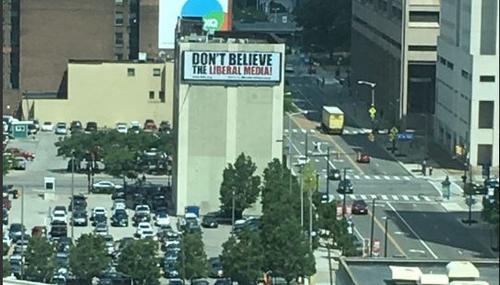 DON'T BELIEVE
THE LIBERAL MEDIA!